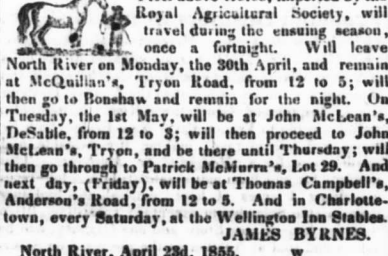 Royal Agricultural Society, will
travel during the ensuing season,
once a fortnight. Will leave
North River on Monday, the 30th April, and remain
at McQuillan's, Tryon Road, from 12 to 5; will
then go to Bonshaw and remain for the night. On
Tuesday, the 1st May, will be at John McLean's,
DeSable, from 12 to 3; will then proceed to John
McLean's, Tryon, and be there until Thursday; will
then go through to Patrick McMurra's, Lot 29. And
next day, (Friday), will be at Thomas Campbell's,
Anderson's Road, from 12 to 5. And in Charlotte-
town, every Saturday, at the Wellington Inn Stables.
JAMES BYRNES.
North River, April 23d, 1855. w